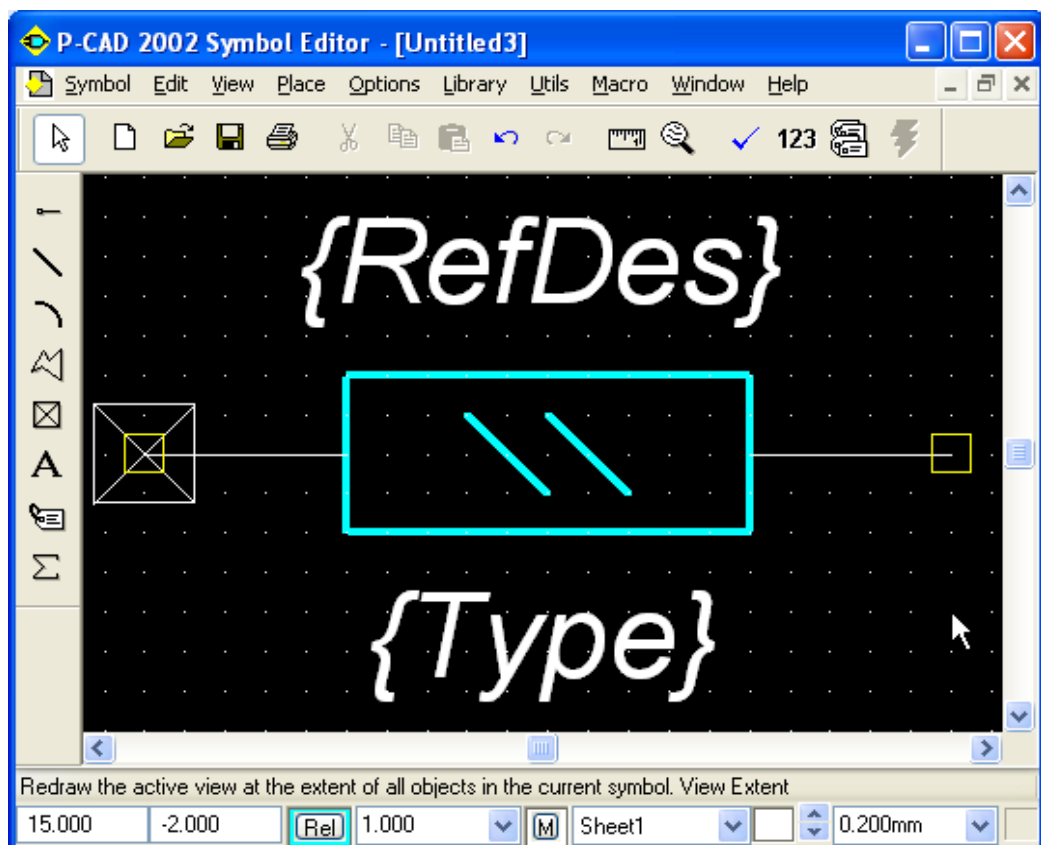 P-CAD 2002 Symbol Editor - [Untitled3]
Symbol Edit View Place Options Library Utils Macro Window Help
123
{RefDes}
A
{Type}
Redraw the active view at the extent of all objects in the current symbol. View Extent
15.000 -2.000 Rel 1.000 M Sheet1 0.200mm